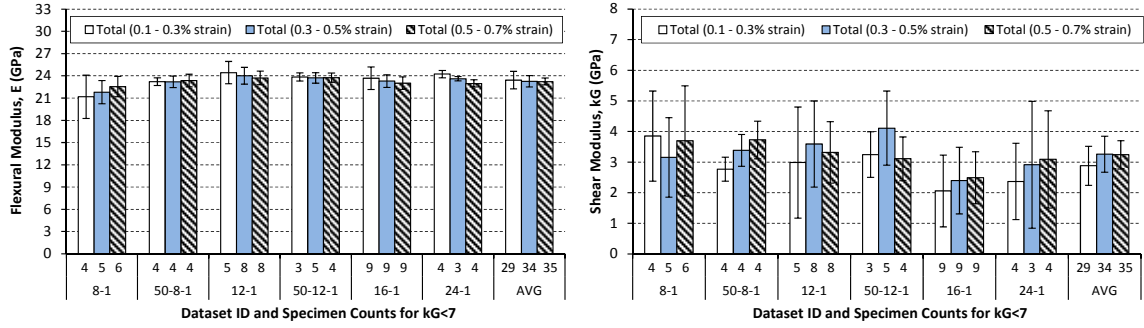 Total (0.1 - 0.3% strain) Total (0.3 - 0.5% strain) Total (0.5 - 0.7% strain)
Flexural Modulus, E (GPa)
33
30
27
24
21
18
15
12
9
6
3
0
4 5 6 4 4 4 5 8 8 3 5 4 9 9 9 4 3 4 29 34 35
8-1 50-8-1 12-1 50-12-1 16-1 24-1 AVG
Dataset ID and Specimen Counts for kG<7
Total (0.1 - 0.3% strain) Total (0.3 - 0.5% strain) Total (0.5 - 0.7% strain)
Shear Modulus, kG (GPa)
8
7
6
5
4
3
2
1
0
4 5 6 4 4 4 5 8 8 3 5 4 9 9 9 4 3 4 29 34 35
8-1 50-8-1 12-1 50-12-1 16-1 24-1 AVG
Dataset ID and Specimen Counts for kG<7